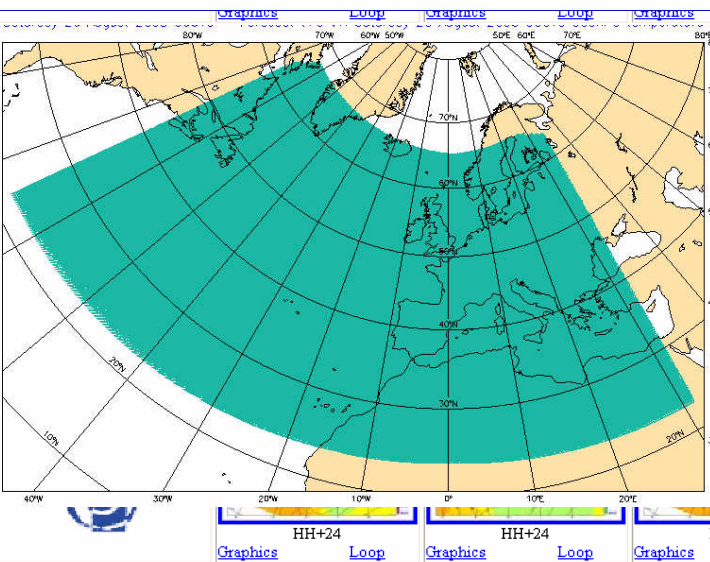 Graphics Loop Graphics Loop Graphics
80°W 70°W 60°W 50°W 50°E 60°E 70°E 80°E
70°N
60°N
50°N
40°N
30°N
20°N 20°N
10°N
40°W 30°W 20°W 10°W 0° 10°E 20°E
HH+24 HH+24
Graphics Loop Graphics Loop Graphics